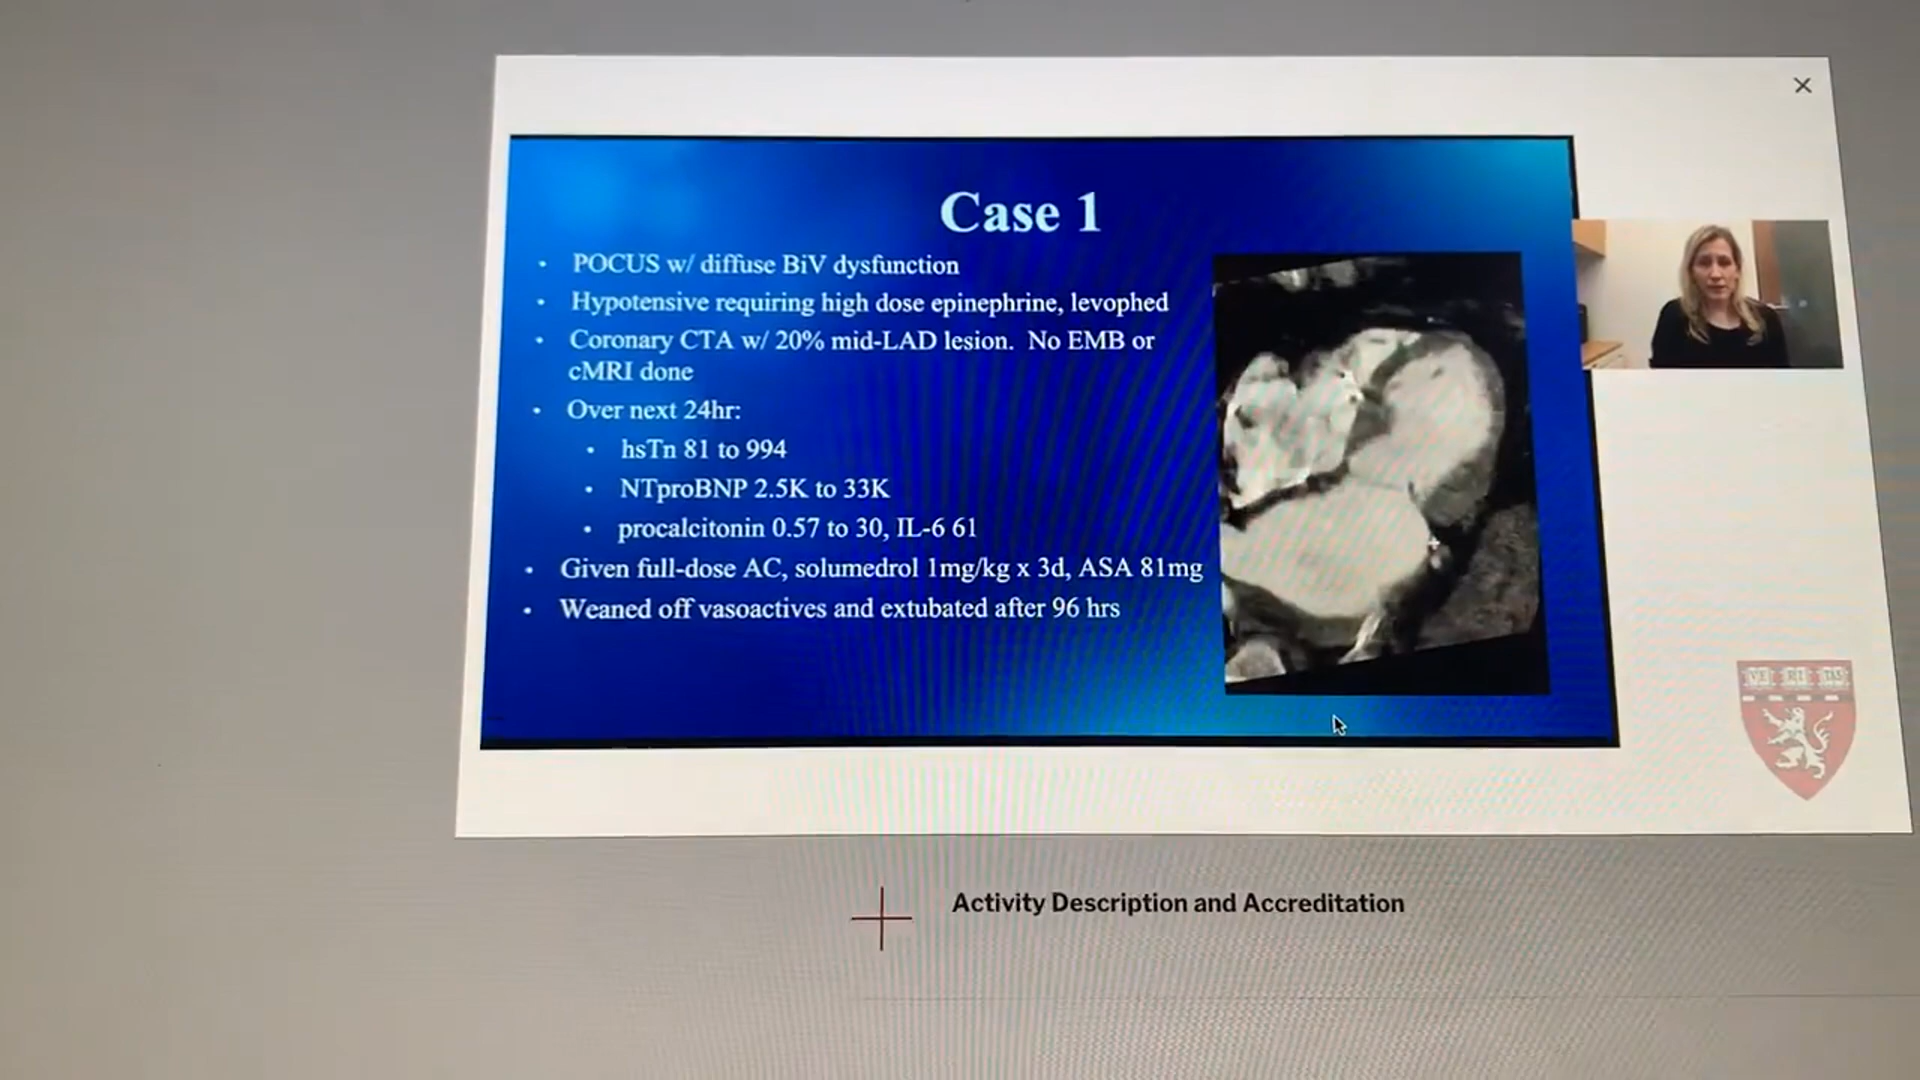 Case 1
• POCUS w/ diffuse BiV dysfunction
• Hypotensive requiring high dose epinephrine, levophed
• Coronary CTA w/ 20% mid-LAD lesion. No EMB or
cMRI done
• Over next 24hr:
• hsTn 81 to 994
• NTproBNP 2.5K to 33K
• procalcitonin 0.57 to 30, IL-6 61
• Given full-dose AC, solumedrol 1mg/kg x 3d, ASA 81mg
• Weaned off vasoactives and extubated after 96 hrs
VE RI TAS
Activity Description and Accreditation